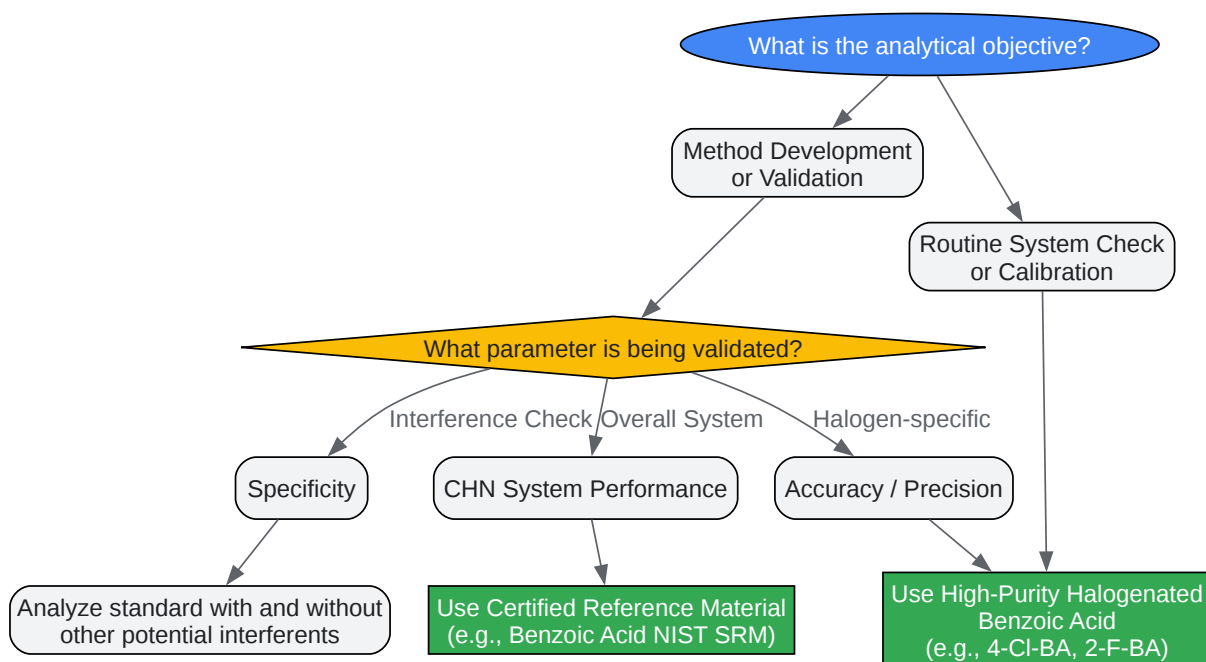 What is the analytical objective?
Method Development
or Validation
Routine System Check
or Calibration
What parameter is being validated?
Interference Check
Overall System
Halogen-specific
Specificity
CHN System Performance
Accuracy / Precision
Analyze standard with and without
other potential interferents
Use Certified Reference Material
(e.g., Benzoic Acid NIST SRM)
Use High-Purity Halogenated
Benzoic Acid
(e.g., 4-Cl-BA, 2-F-BA)